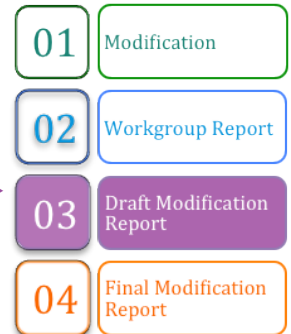 01 Modification
02 Workgroup Report
03 Draft Modification
Report
04 Final Modification
Report